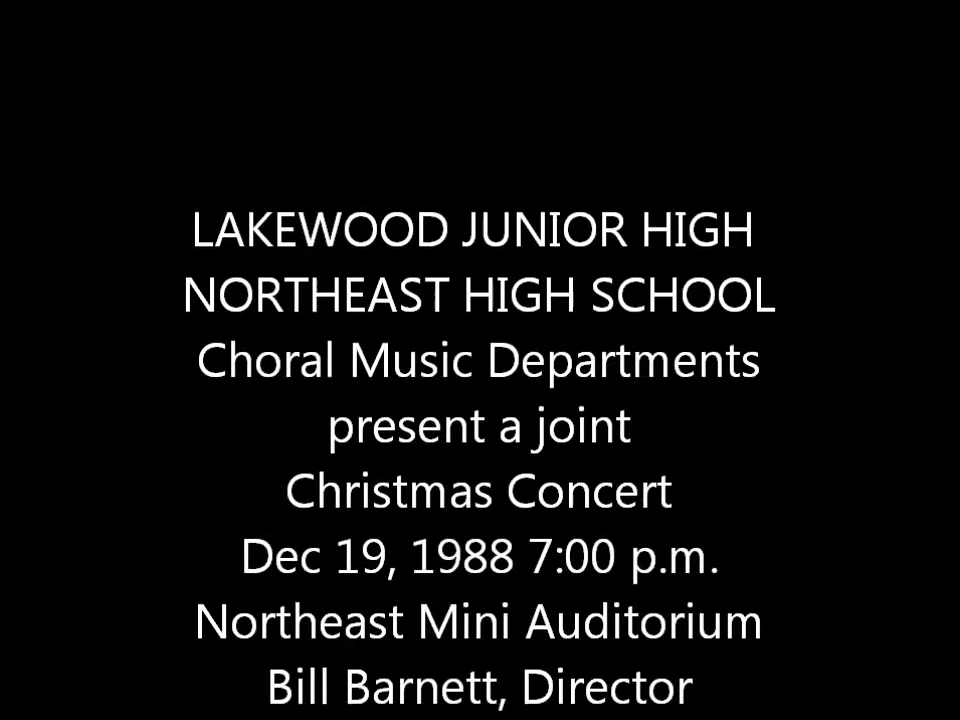 LAKEWOOD JUNIOR HIGH
NORTHEAST HIGH SCHOOL
Choral Music Departments
present a joint
Christmas Concert
Dec 19, 1988 7:00 p.m.
Northeast Mini Auditorium
Bill Barnett, Director